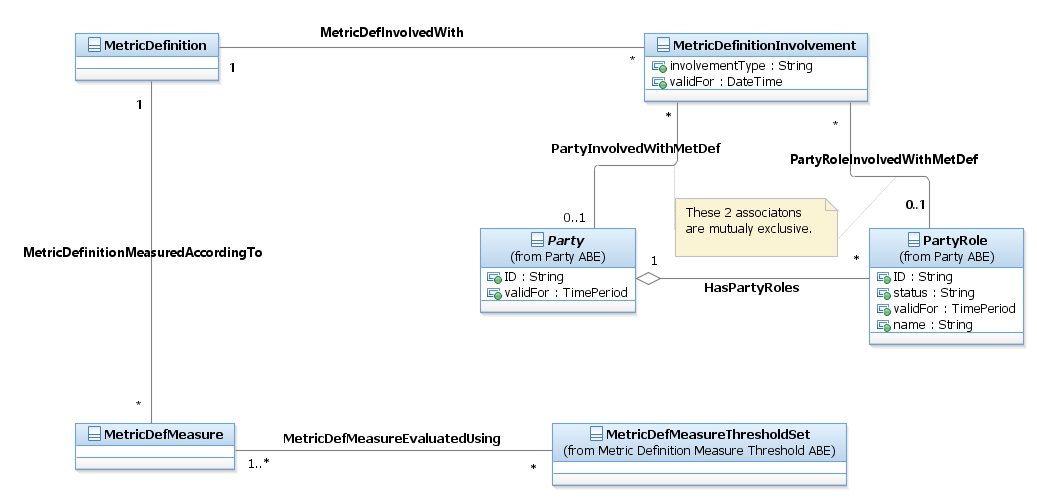 MetricDefInvolvedWith
MetricDefinition
MetricDefinitionInvolvement
1
*
involvementType : String
validFor : DateTime
1
*
*
PartyInvolvedWithMetDef
PartyRoleInvolvedWithMetDef
These 2 associatons
are mutualy exclusive.
0..1
0..1
Party
(from Party ABE)
PartyRole
(from Party ABE)
MetricDefinitionMeasuredAccordingTo
1
*
HasPartyRoles
ID : String
validFor : TimePeriod
ID : String
status : String
validFor : TimePeriod
name : String
*
MetricDefMeasure
MetricDefMeasureEvaluatedUsing
1..*
*
MetricDefMeasureThresholdSet
(from Metric Definition Measure Threshold ABE)